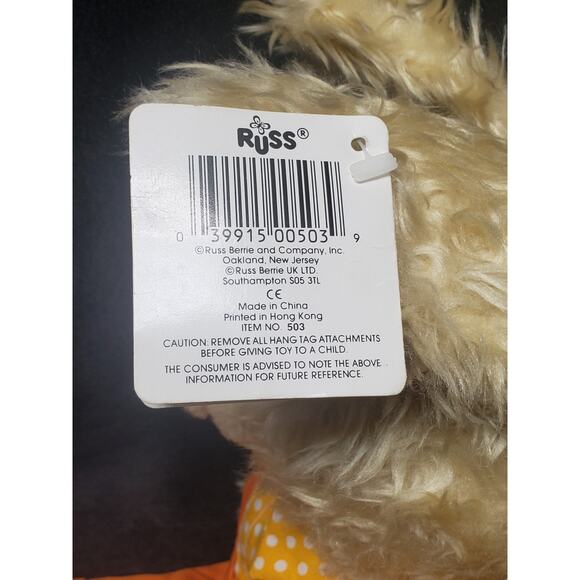 RUSS®
0 39915 00503 9
©Russ Berrie and Company, Inc.
Oakland, New Jersey
©Russ Berrie UK LTD.
Southampton S05 3TL
CE
Made in China
Printed in Hong Kong
ITEM NO. 503
CAUTION: REMOVE ALL HANG TAG ATTACHMENTS
BEFORE GIVING TOY TO A CHILD.
THE CONSUMER IS ADVISED TO NOTE THE ABOVE
INFORMATION FOR FUTURE REFERENCE.